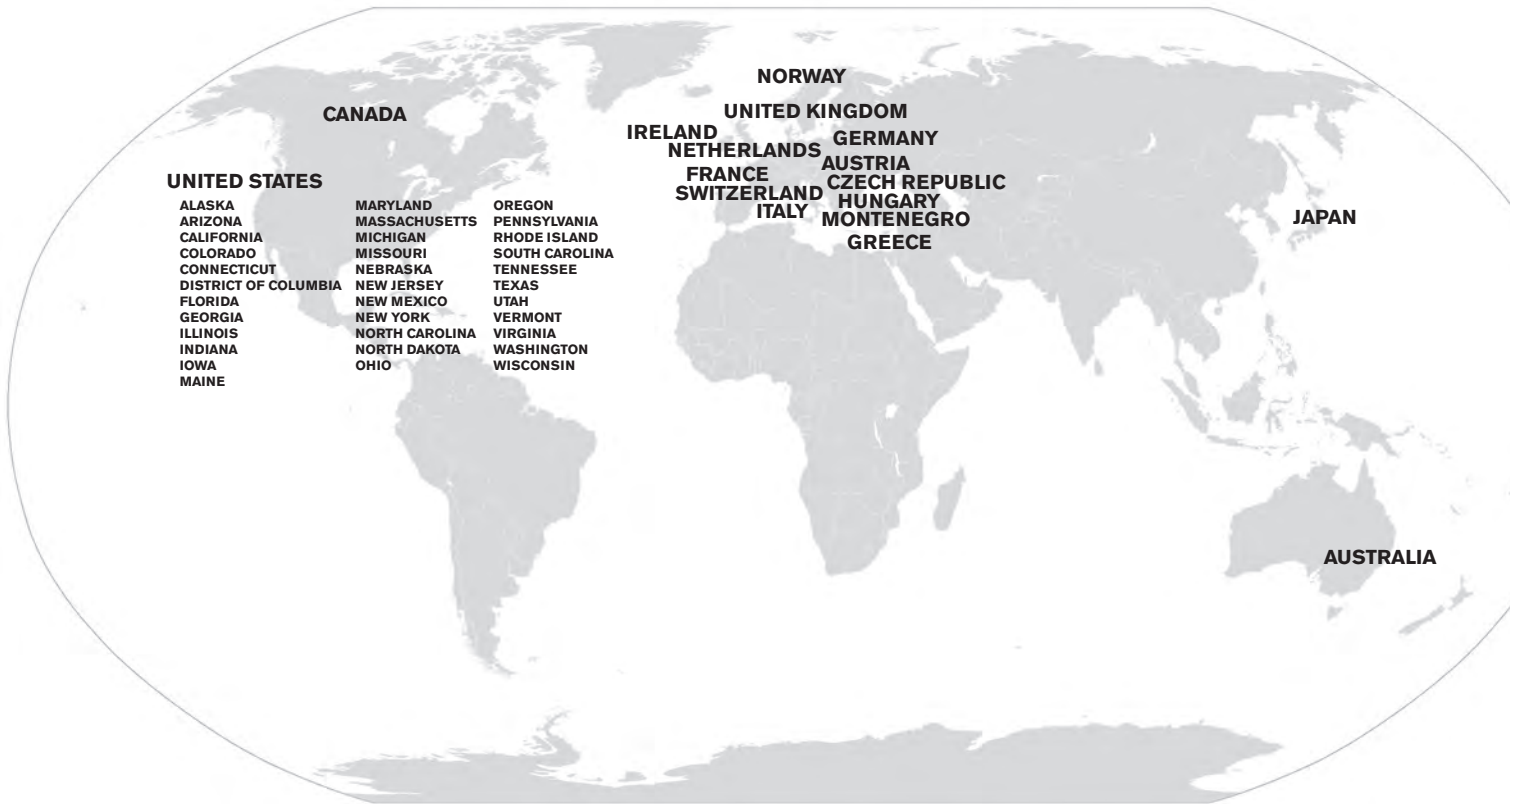 NORWAY
CANADA
UNITED KINGDOM
IRELAND
GERMANY
NETHERLANDS
AUSTRIA
FRANCE
CZECH REPUBLIC
SWITZERLAND
HUNGARY
ITALY
MONTENEGRO
GREECE
JAPAN
AUSTRALIA
UNITED STATES
ALASKA
ARIZONA
CALIFORNIA
COLORADO
CONNECTICUT
DISTRICT OF COLUMBIA
FLORIDA
GEORGIA
ILLINOIS
INDIANA
IOWA
MAINE
MARYLAND
MASSACHUSETTS
MICHIGAN
MISSOURI
NEBRASKA
NEW JERSEY
NEW MEXICO
NEW YORK
NORTH CAROLINA
NORTH DAKOTA
OHIO
OREGON
PENNSYLVANIA
RHODE ISLAND
SOUTH CAROLINA
TENNESSEE
TEXAS
UTAH
VERMONT
VIRGINIA
WASHINGTON
WISCONSIN